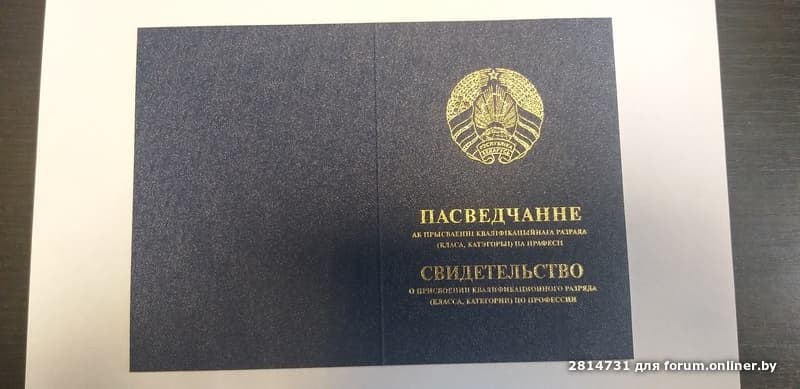 РЭСПУБЛІКА
БЕЛАРУСЬ
ПАСВЕДЧАННЕ
АБ ПРЫСВАЕННІ КВАЛІФІКАЦЫЙНАГА РАЗРАДА
(КЛАСА, КАТЭГОРЫІ) ПА ПРАФЕСІІ
СВИДЕТЕЛЬСТВО
О ПРИСВОЕНИИ КВАЛИФИКАЦИОННОГО РАЗРЯДА
(КЛАССА, КАТЕГОРИИ) ПО ПРОФЕССИИ
2814731 для forum.onliner.by